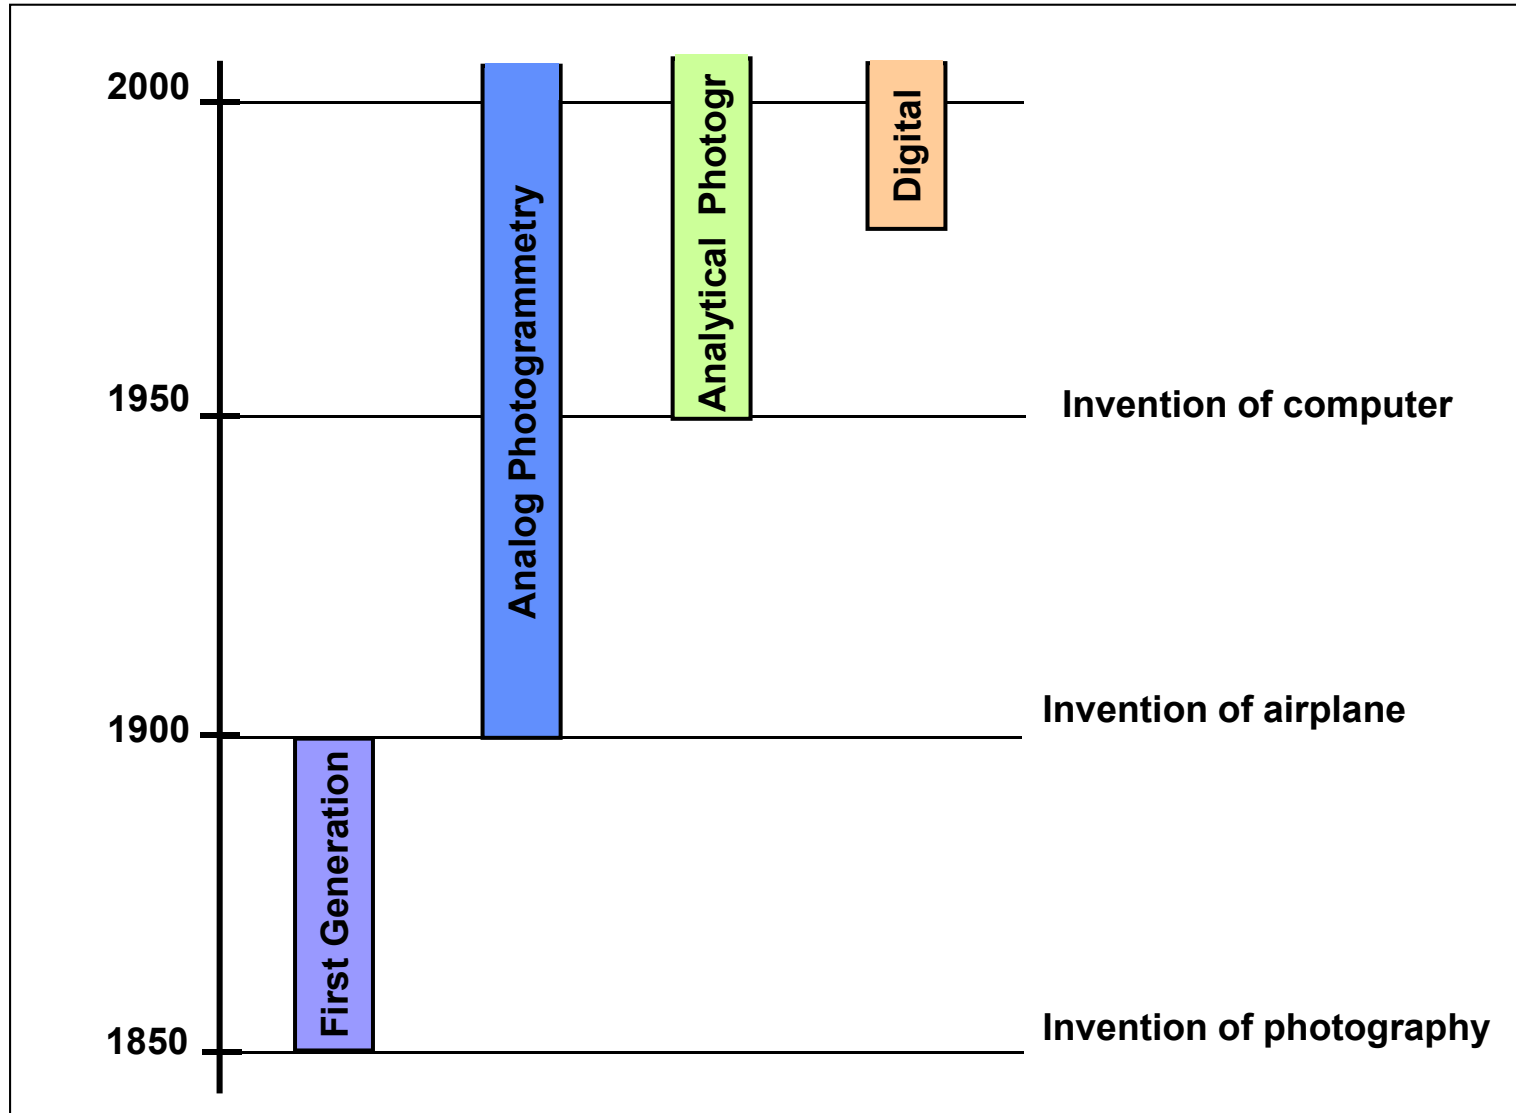 2000
Analog Photogrammetry
Analytical Photogr
Digital
1950
Invention of computer
1900
Invention of airplane
First Generation
1850
Invention of photography